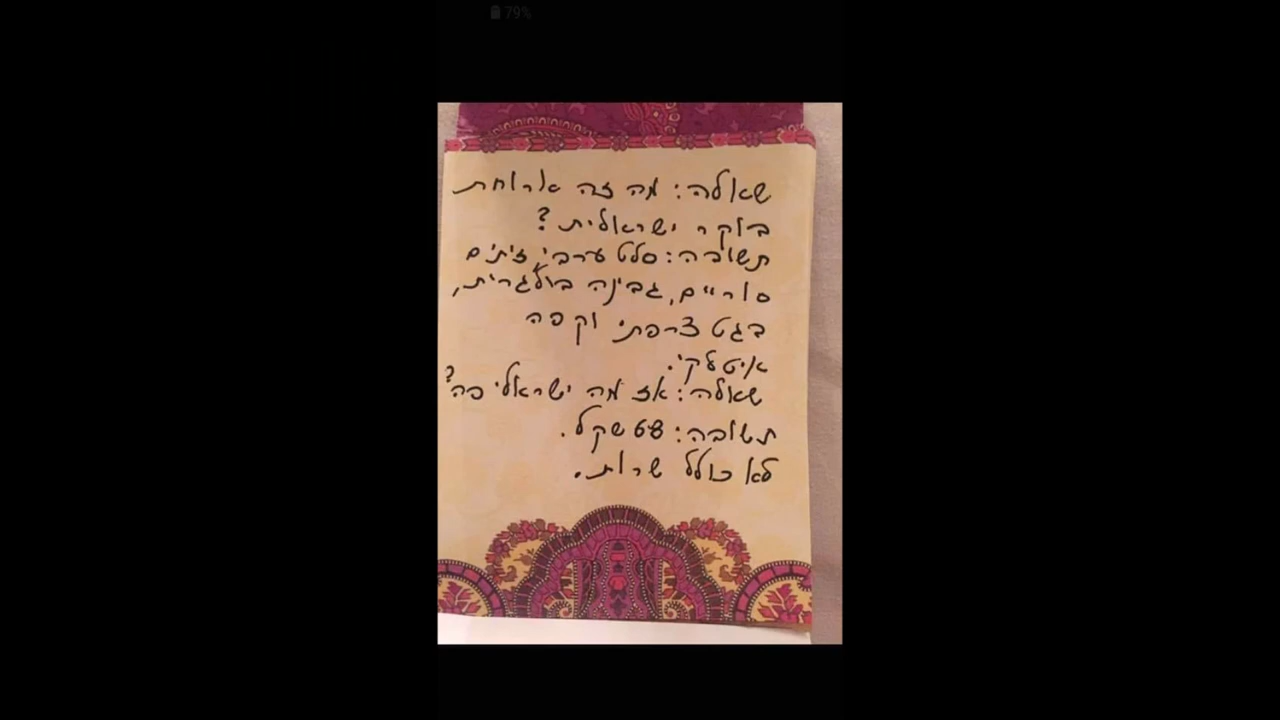 79%
שאלה: מה זה ארוחת
בוקר ישראלית?
תשובה: סלט ערבי, זיתים
סוריים, גבינה בולגרית,
בגט צרפתי וקפה
איטלקי.
שאלה: אז מה ישראלי פה?
תשובה: 68 שקל.
לא כולל שרות.